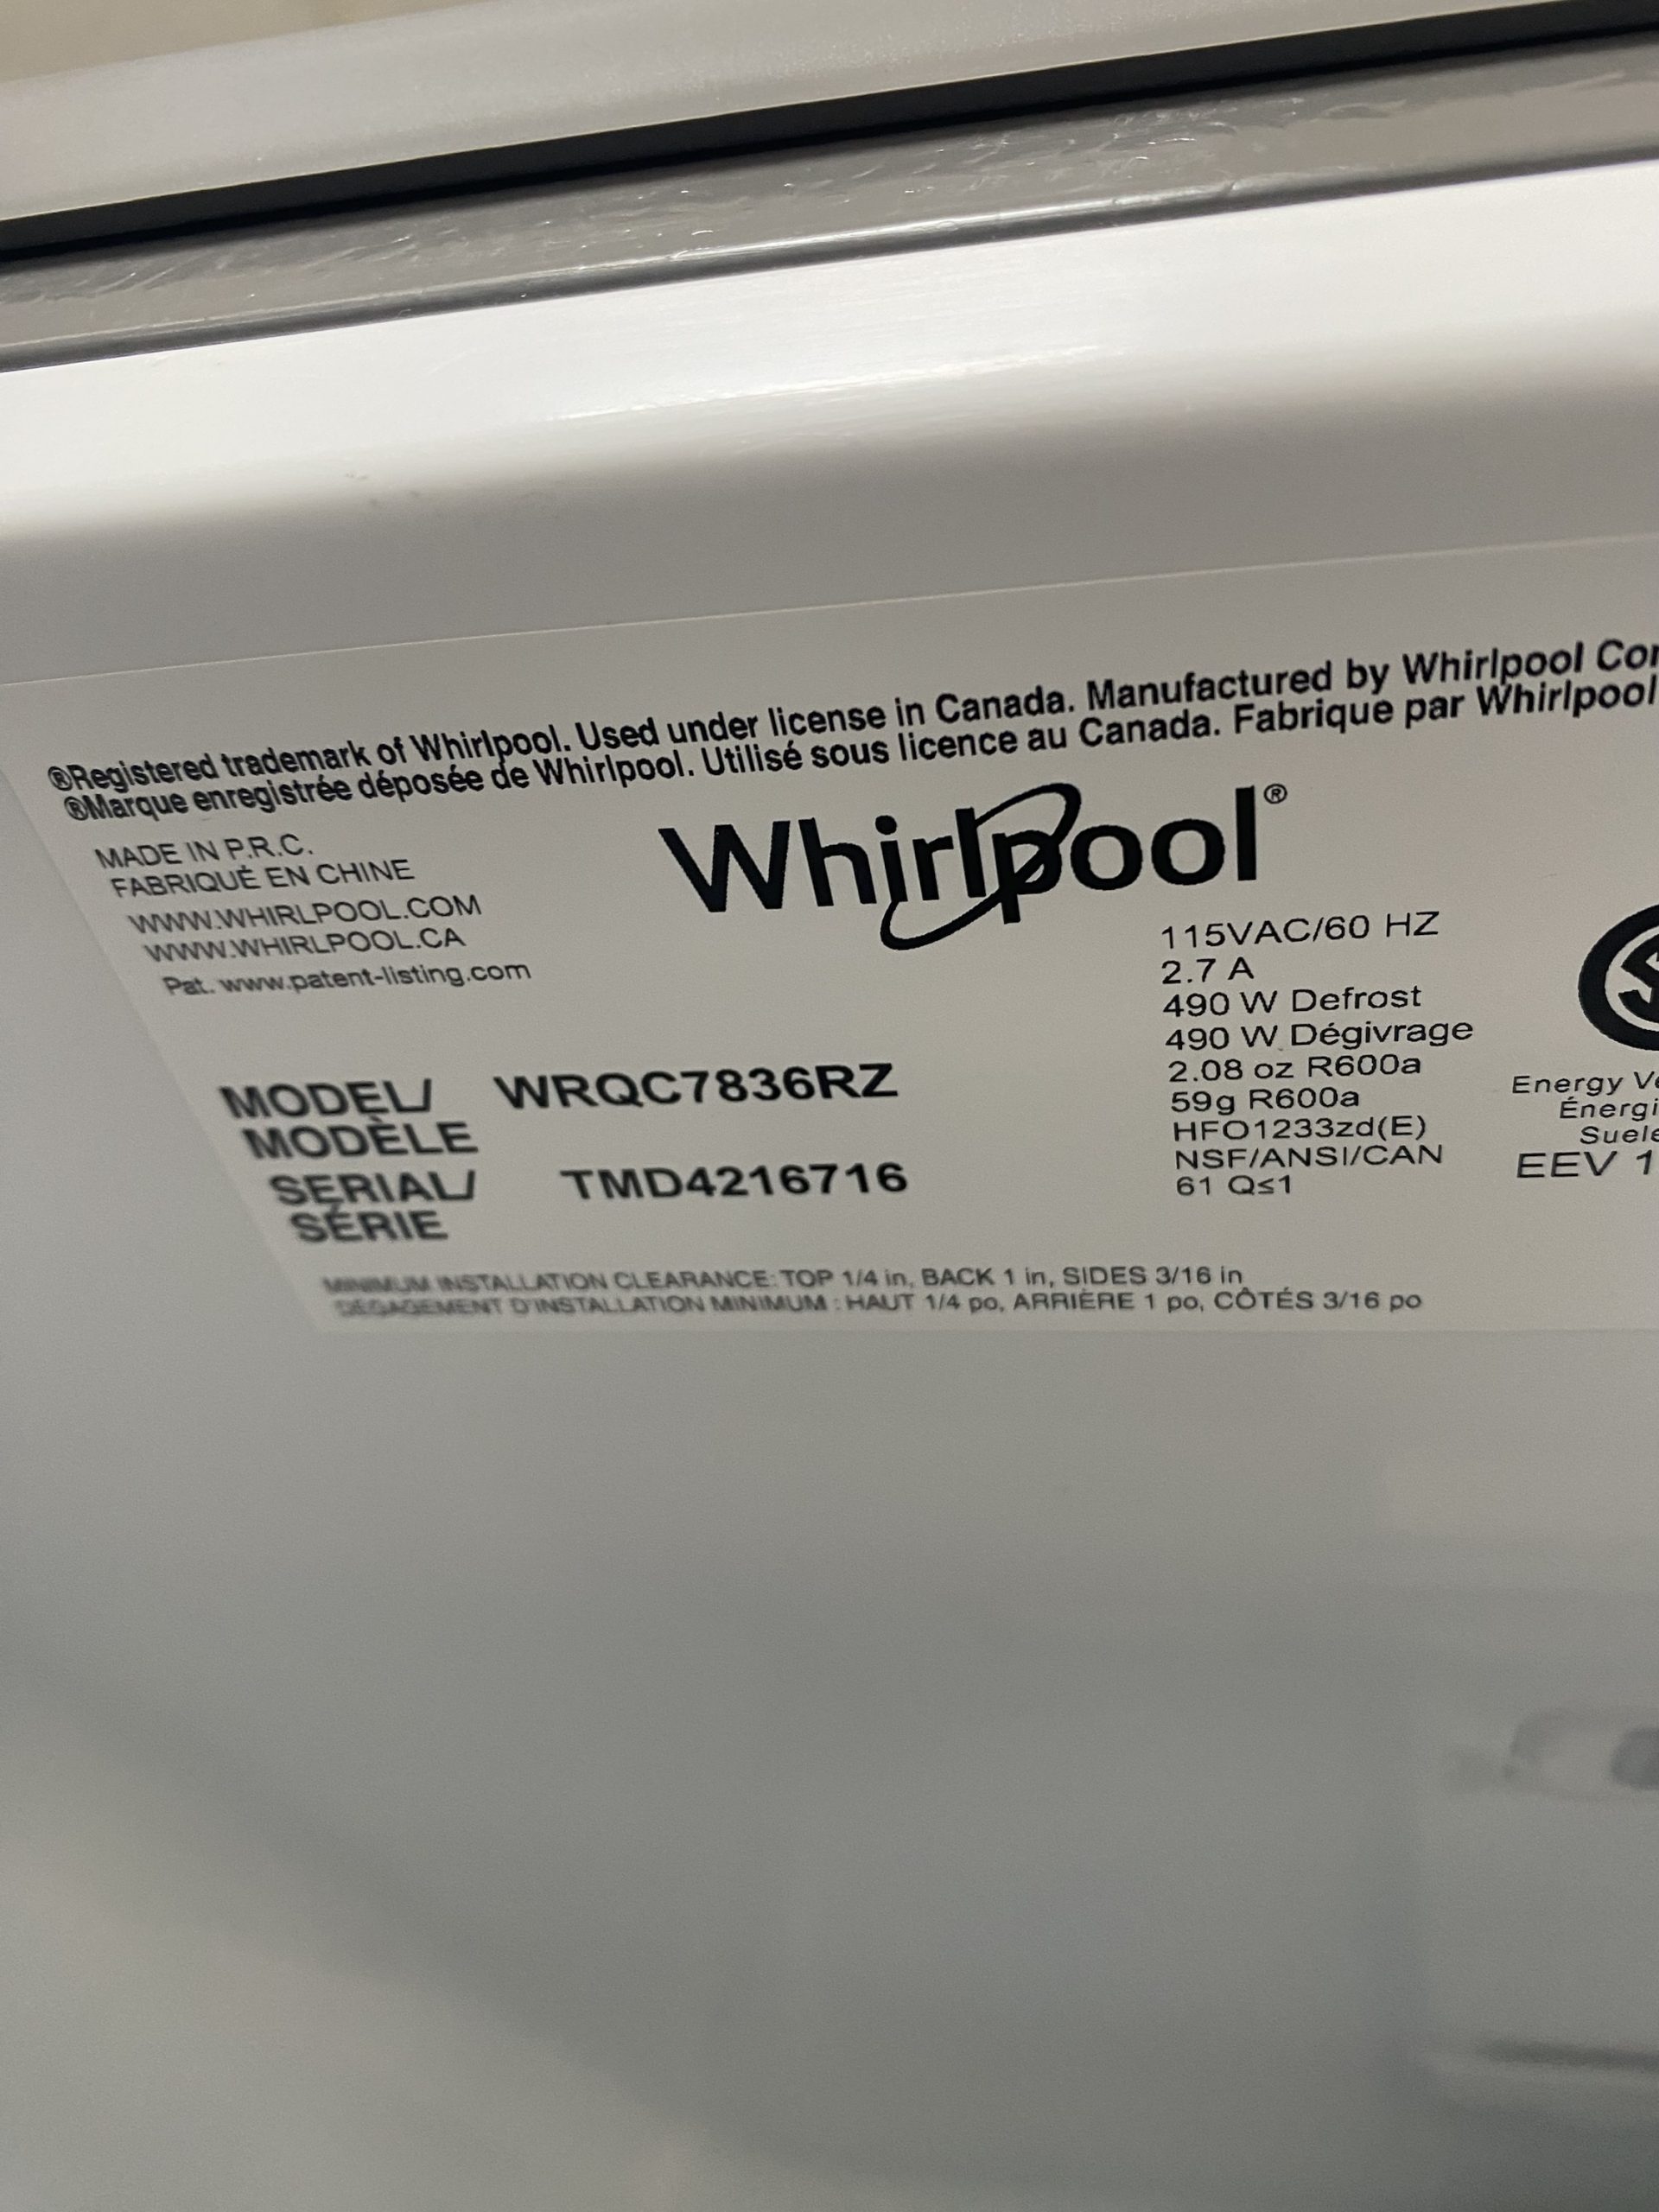 ®Registered trademark of Whirlpool. Used under license in Canada. Manufactured by Whirlpool
®Marque enregistrée déposée de Whirlpool. Utilisé sous licence au Canada. Fabriqué par Whirlpool
MADE IN P.R.C.
FABRIQUÉ EN CHINE
WWW.WHIRLPOOL.COM
WWW.WHIRLPOOL.CA
Pat. www.patent-listing.com
Whirlpool®
115VAC/60 HZ
2.7 A
490 W Defrost
490 W Dégivrage
2.08 oz R600a
59g R600a
HFO1233zd(E)
NSF/ANSI/CAN
61 Q≤1
Energy
EEV 1
MODEL/ WRQC7836RZ
MODÈLE
SERIAL/ TMD4216716
SÉRIE
MINIMUM INSTALLATION CLEARANCE: TOP 1/4 in, BACK 1 in, SIDES 3/16 in
DÉGAGEMENT D'INSTALLATION MINIMUM : HAUT 1/4 po, ARRIÈRE 1 po, CÔTÉS 3/16 po